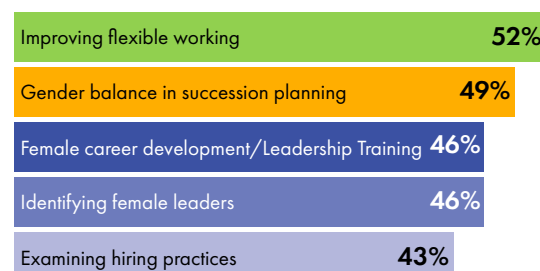 Improving flexible working 52%
Gender balance in succession planning 49%
Female career development/Leadership Training 46%
Identifying female leaders 46%
Examining hiring practices 43%